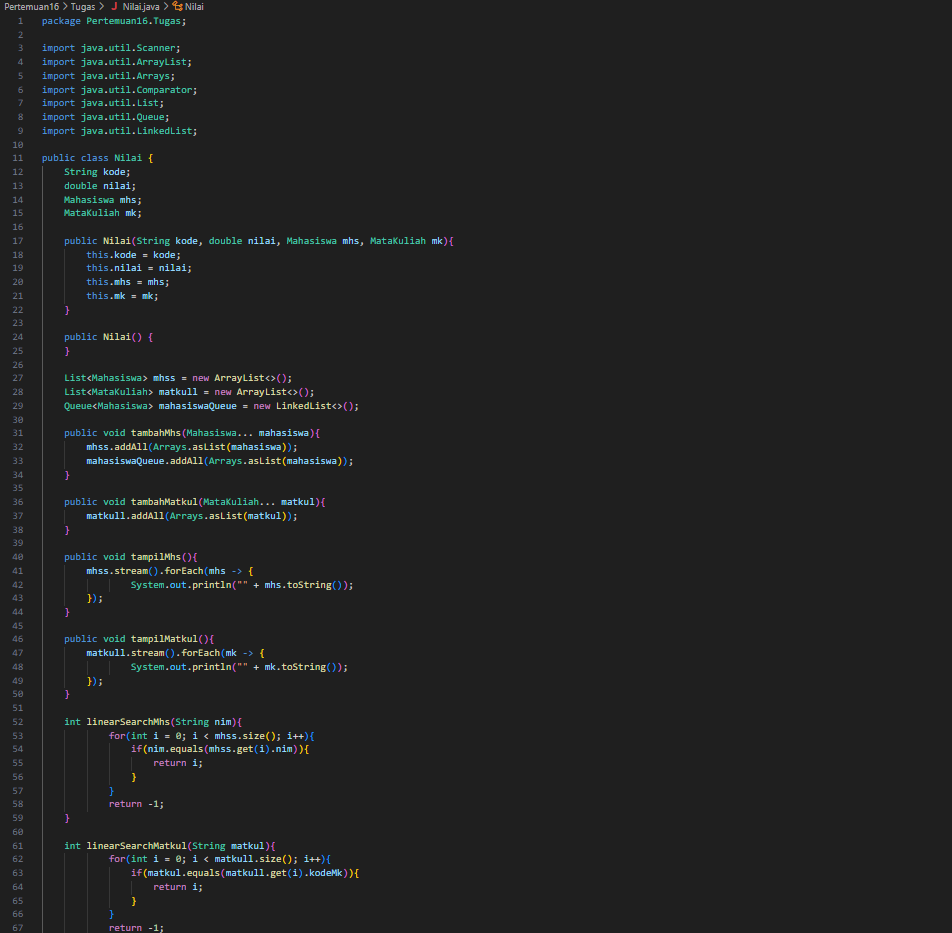 Pertemuan16 > Tugas > J Nilai.java > Nilai
1 package Pertemuan16.Tugas;
2
3 import java.util.Scanner;
4 import java.util.ArrayList;
5 import java.util.Arrays;
6 import java.util.Comparator;
7 import java.util.List;
8 import java.util.Queue;
9 import java.util.LinkedList;
10
11 public class Nilai {
12     String kode;
13     double nilai;
14     Mahasiswa mhs;
15     MataKuliah mk;
16
17     public Nilai(String kode, double nilai, Mahasiswa mhs, MataKuliah mk){
18         this.kode = kode;
19         this.nilai = nilai;
20         this.mhs = mhs;
21         this.mk = mk;
22     }
23
24     public Nilai() {
25     }
26
27     List<Mahasiswa> mhss = new ArrayList<>();
28     List<MataKuliah> matkull = new ArrayList<>();
29     Queue<Mahasiswa> mahasiswaQueue = new LinkedList<>();
30
31     public void tambahMhs(Mahasiswa... mahasiswa){
32         mhss.addAll(Arrays.asList(mahasiswa));
33         mahasiswaQueue.addAll(Arrays.asList(mahasiswa));
34     }
35
36     public void tambahMatkul(MataKuliah... matkul){
37         matkull.addAll(Arrays.asList(matkul));
38     }
39
40     public void tampilMhs(){
41         mhss.stream().forEach(mhs -> {
42                 System.out.println("" + mhs.toString());
43         });
44     }
45
46     public void tampilMatkul(){
47         matkull.stream().forEach(mk -> {
48                 System.out.println("" + mk.toString());
49         });
50     }
51
52     int linearSearchMhs(String nim){
53             for(int i = 0; i < mhss.size(); i++){
54                 if(nim.equals(mhss.get(i).nim)){
55                     return i;
56                 }
57             }
58             return -1;
59     }
60
61     int linearSearchMatkul(String matkul){
62             for(int i = 0; i < matkull.size(); i++){
63                 if(matkul.equals(matkull.get(i).kodeMk)){
64                     return i;
65                 }
66             }
67             return -1;